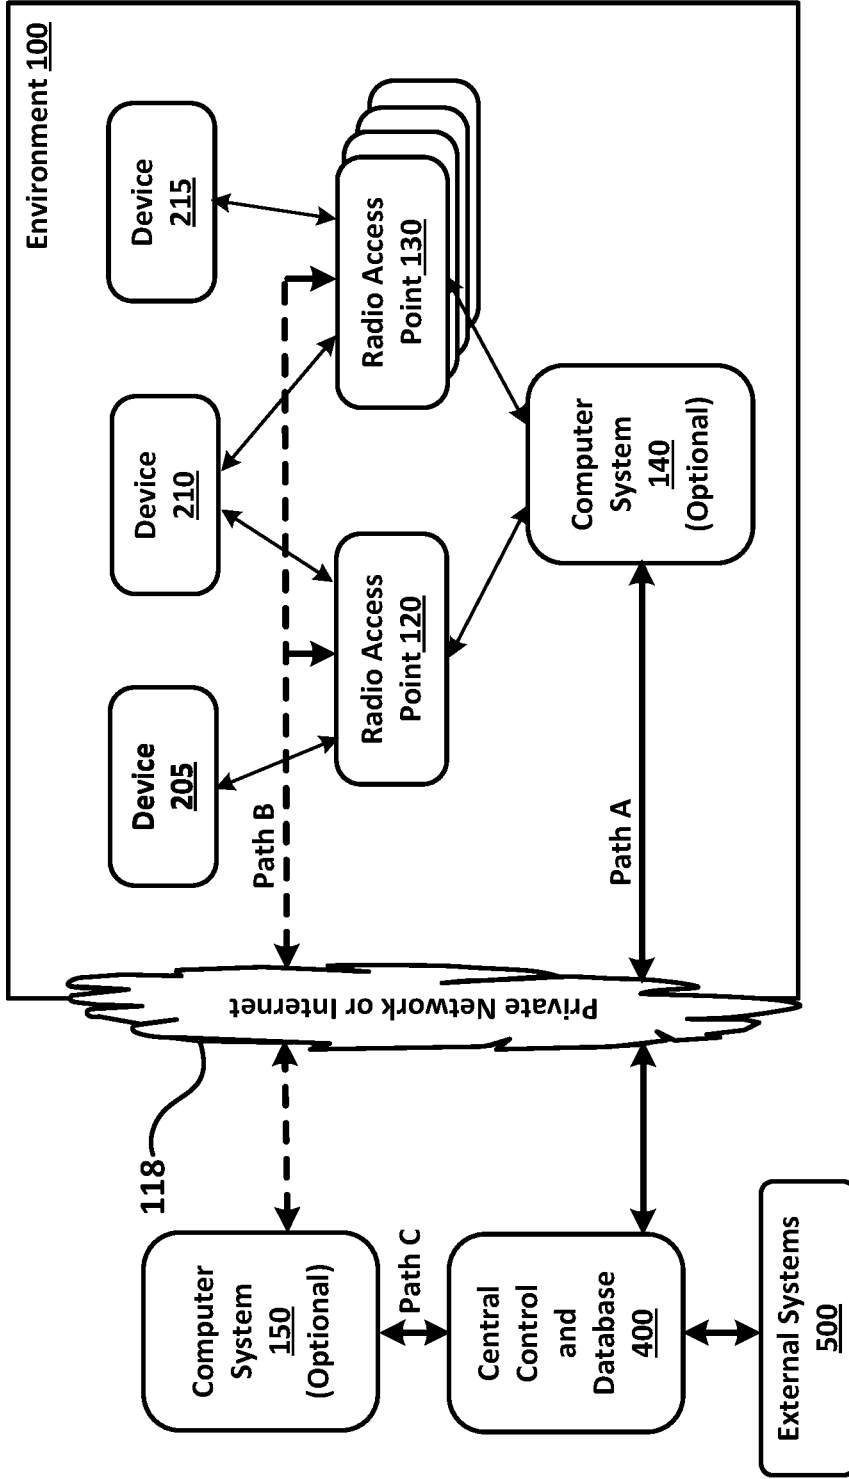 Environment 100
Device
205
Device
210
Device
215
Path B
Radio Access
Point 120
Radio Access
Point 130
Computer
System
140
(Optional)
Path A
Private Network or Internet
118
Computer
System
150
(Optional)
Path C
Central
Control
and
Database
400
External Systems
500